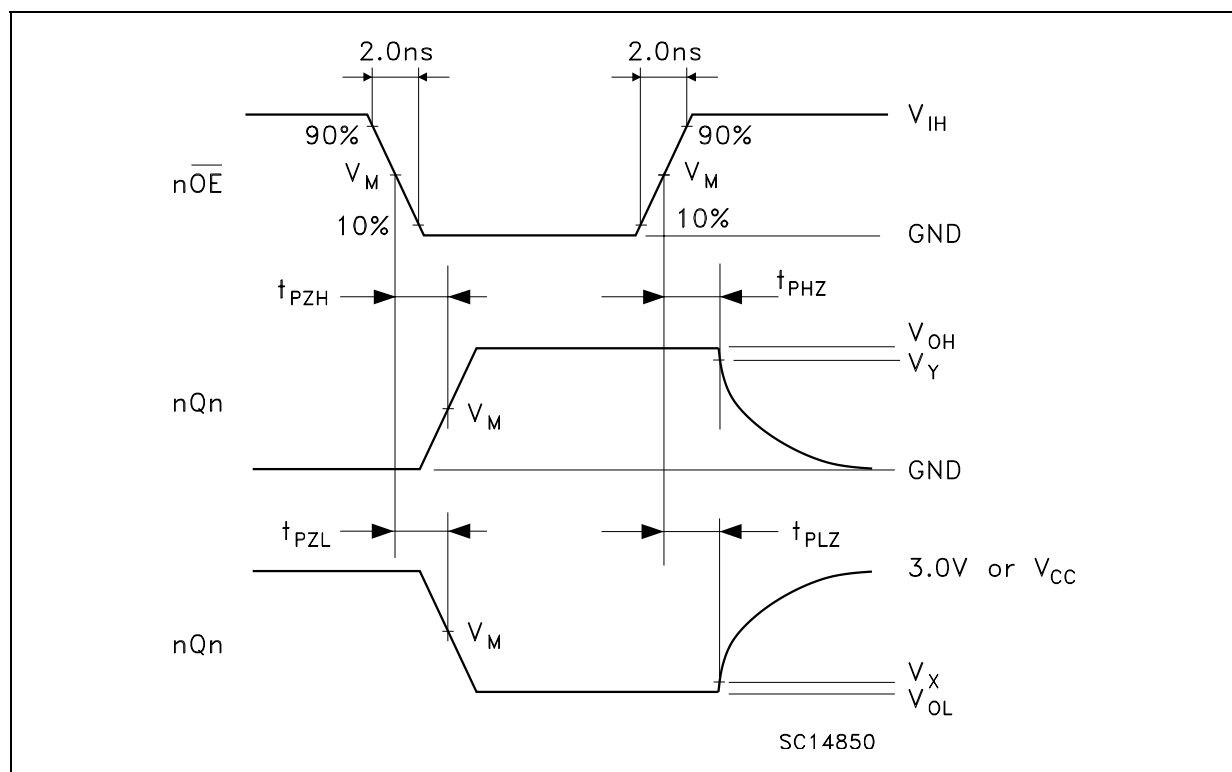 2.0ns 2.0ns
V_IH
90% 90%
nO̅E̅ V_M V_M
10% 10%
GND
t_PZH t_PHZ
V_OH
V_Y
nQn V_M
GND
t_PZL t_PLZ
3.0V or V_CC
nQn V_M
V_X
V_OL
SC14850